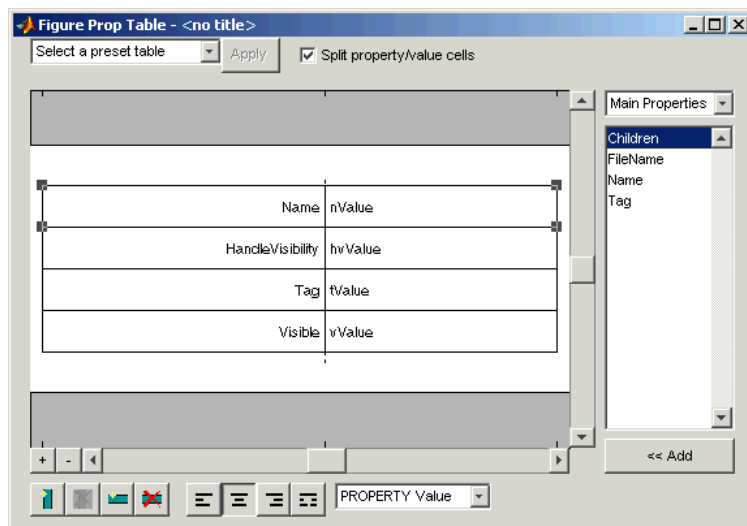 Figure Prop Table - <no title>
Select a preset table
Apply
Split property/value cells
Main Properties
Children
FileName
Name
Tag
Name nValue
HandleVisibility hvValue
Tag tValue
Visible vValue
+ -
<< Add
PROPERTY Value